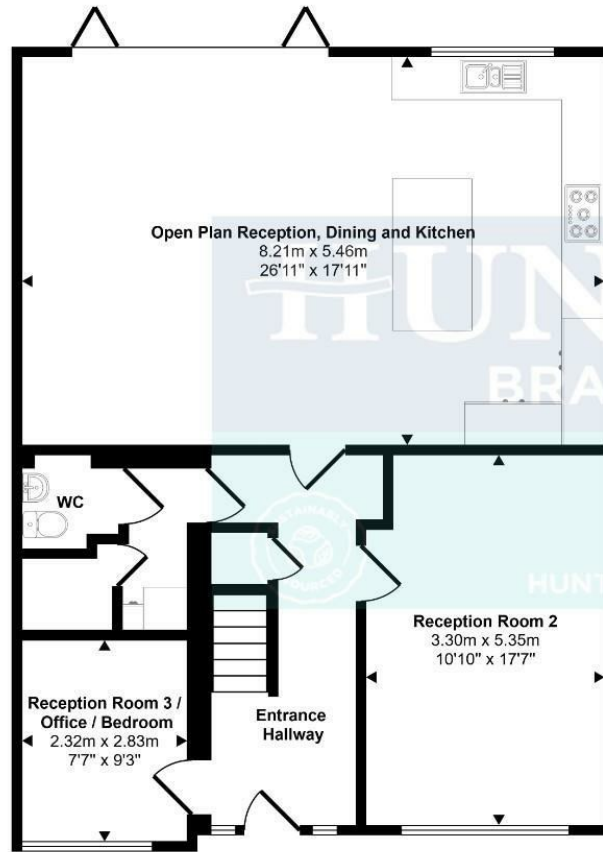 Open Plan Reception, Dining and Kitchen
8.21m x 5.46m
26'11" x 17'11"
HUN
BRA
WC
HUNT
Reception Room 2
3.30m x 5.35m
10'10" x 17'7"
Reception Room 3 /
Office / Bedroom
2.32m x 2.83m
7'7" x 9'3"
Entrance
Hallway